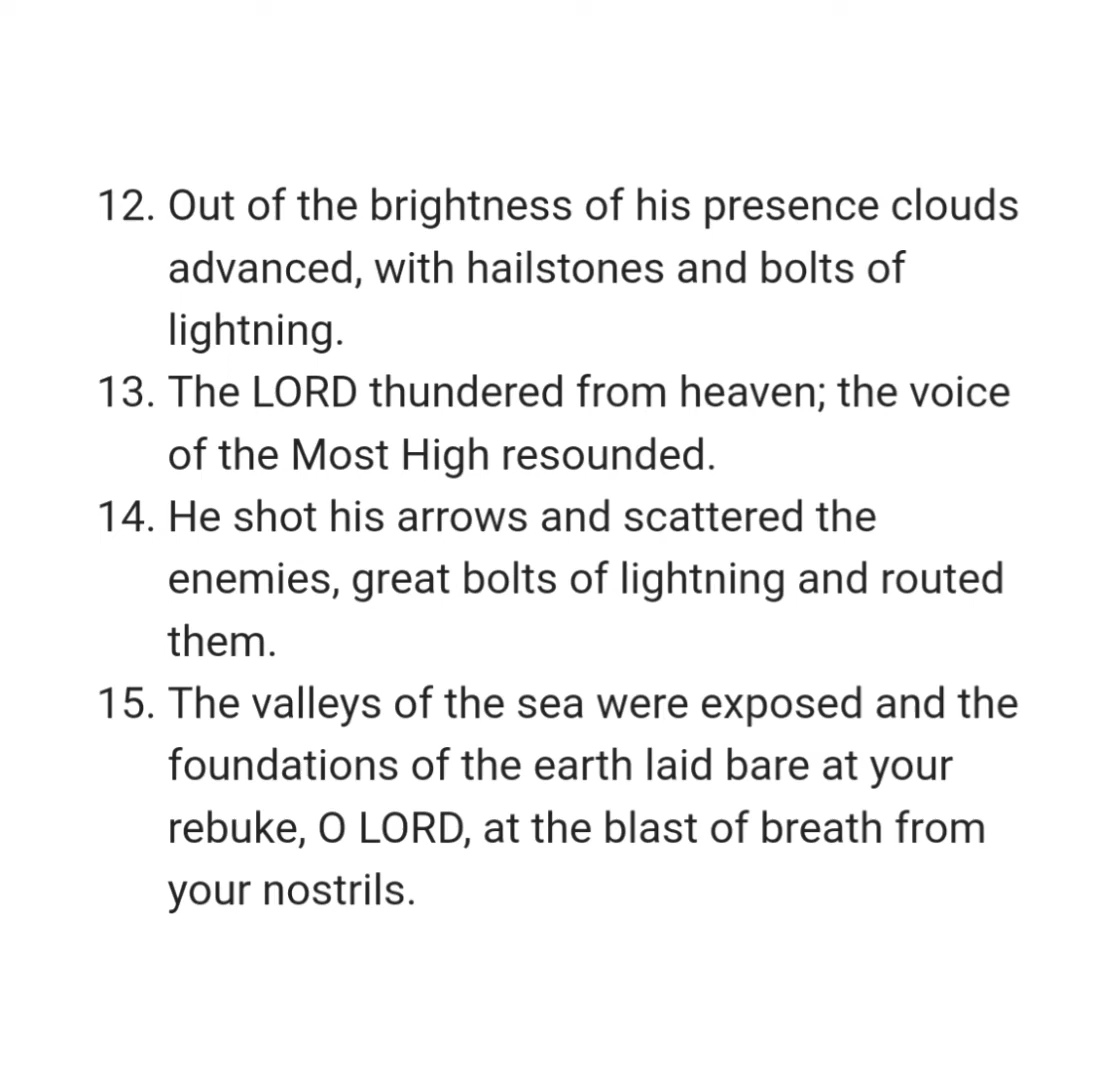 12. Out of the brightness of his presence clouds
advanced, with hailstones and bolts of
lightning.
13. The LORD thundered from heaven; the voice
of the Most High resounded.
14. He shot his arrows and scattered the
enemies, great bolts of lightning and routed
them.
15. The valleys of the sea were exposed and the
foundations of the earth laid bare at your
rebuke, O LORD, at the blast of breath from
your nostrils.